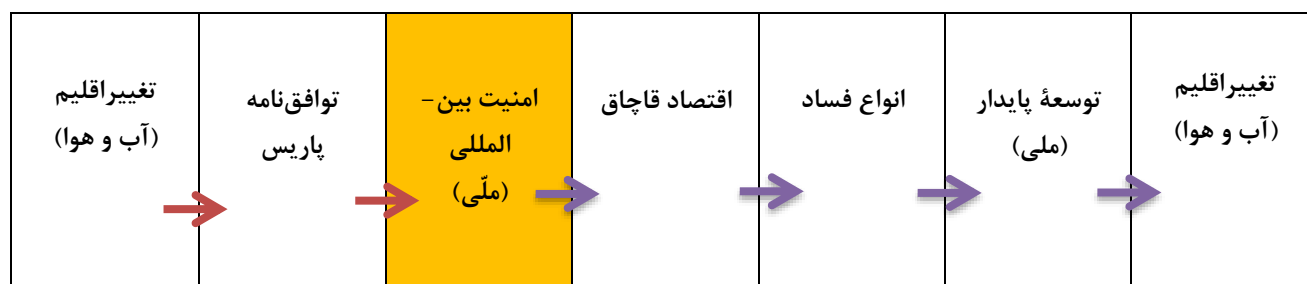 تغییراقلیم
(آب و هوا)
توافق‌نامه
پاریس
امنیت بین-
المللی
(ملّی)
اقتصاد قاچاق
انواع فساد
توسعهٔ پایدار
(ملی)
تغییراقلیم
(آب و هوا)